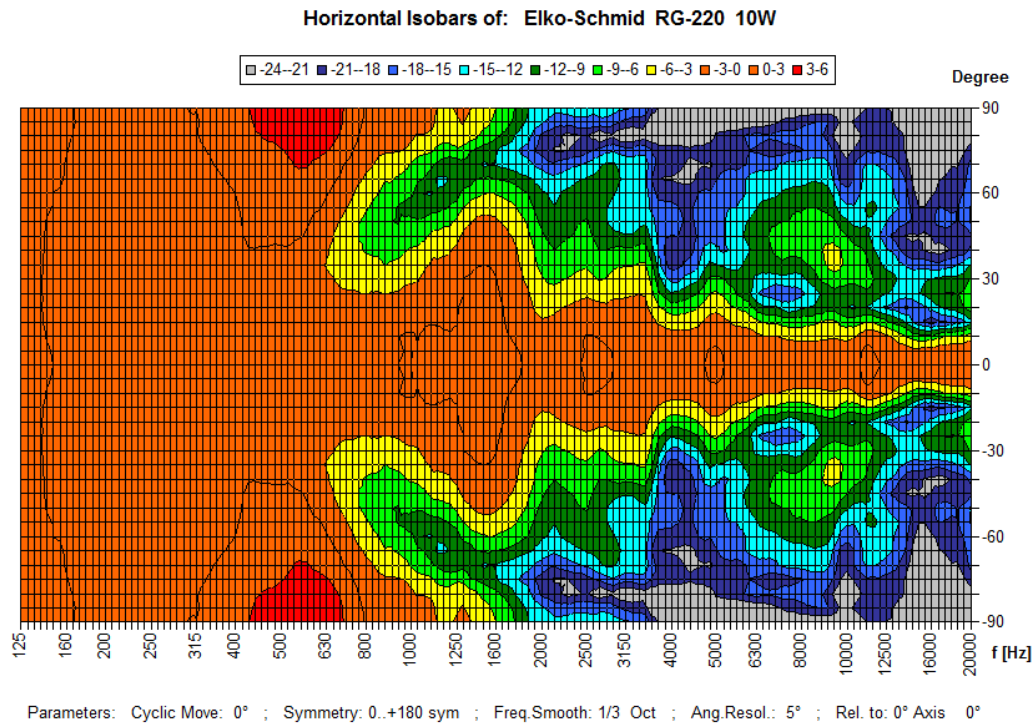 Horizontal Isobars of: Elko-Schmid RG-220 10W
-24--21 -21--18 -18--15 -15--12 -12--9 -9--6 -6--3 -3-0 0-3 3-6
Degree
90
60
30
0
-30
-60
-90
125 160 200 250 315 400 500 630 800 1000 1250 1600 2000 2500 3150 4000 5000 6300 8000 10000 12500 16000 20000
f [Hz]
Parameters: Cyclic Move: 0° ; Symmetry: 0..+180 sym ; Freq.Smooth: 1/3 Oct ; Ang.Resol.: 5° ; Rel. to: 0° Axis 0°